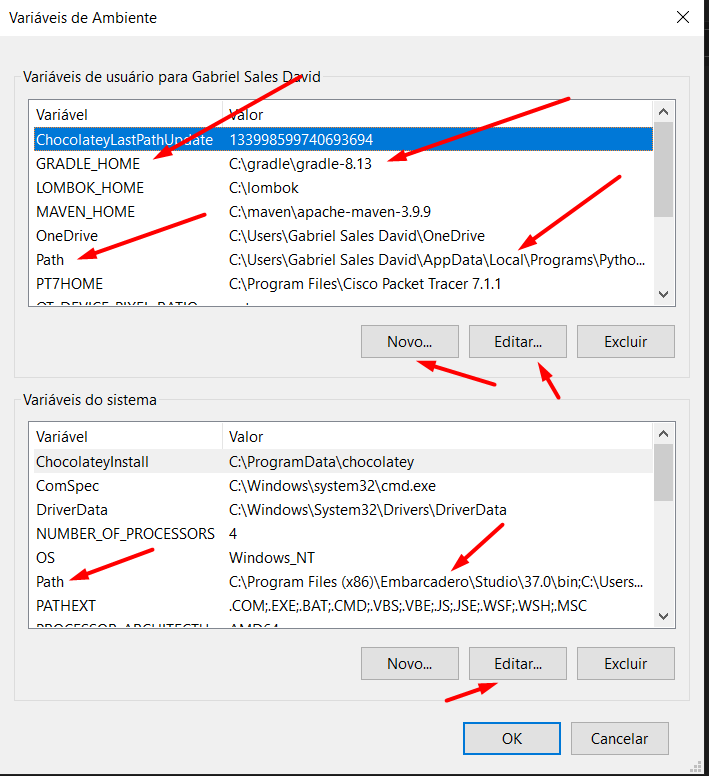 Variáveis de Ambiente
Variáveis de usuário para Gabriel Sales David
Variável Valor
ChocolateyLastPathUpdate 133998599740693694
GRADLE_HOME C:\gradle\gradle-8.13
LOMBOK_HOME C:\lombok
MAVEN_HOME C:\maven\apache-maven-3.9.9
OneDrive C:\Users\Gabriel Sales David\OneDrive
Path C:\Users\Gabriel Sales David\AppData\Local\Programs\Pytho...
PT7HOME C:\Program Files\Cisco Packet Tracer 7.1.1
QT_DEVICE_PIXEL_RATIO
Novo... Editar... Excluir
Variáveis do sistema
Variável Valor
ChocolateyInstall C:\ProgramData\chocolatey
ComSpec C:\Windows\system32\cmd.exe
DriverData C:\Windows\System32\Drivers\DriverData
NUMBER_OF_PROCESSORS 4
OS Windows_NT
Path C:\Program Files (x86)\Embarcadero\Studio\37.0\bin;C:\Users...
PATHEXT .COM;.EXE;.BAT;.CMD;.VBS;.VBE;.JS;.JSE;.WSF;.WSH;.MSC
PROCESSOR_ARCHITECTU AMD64
Novo... Editar... Excluir
OK Cancelar